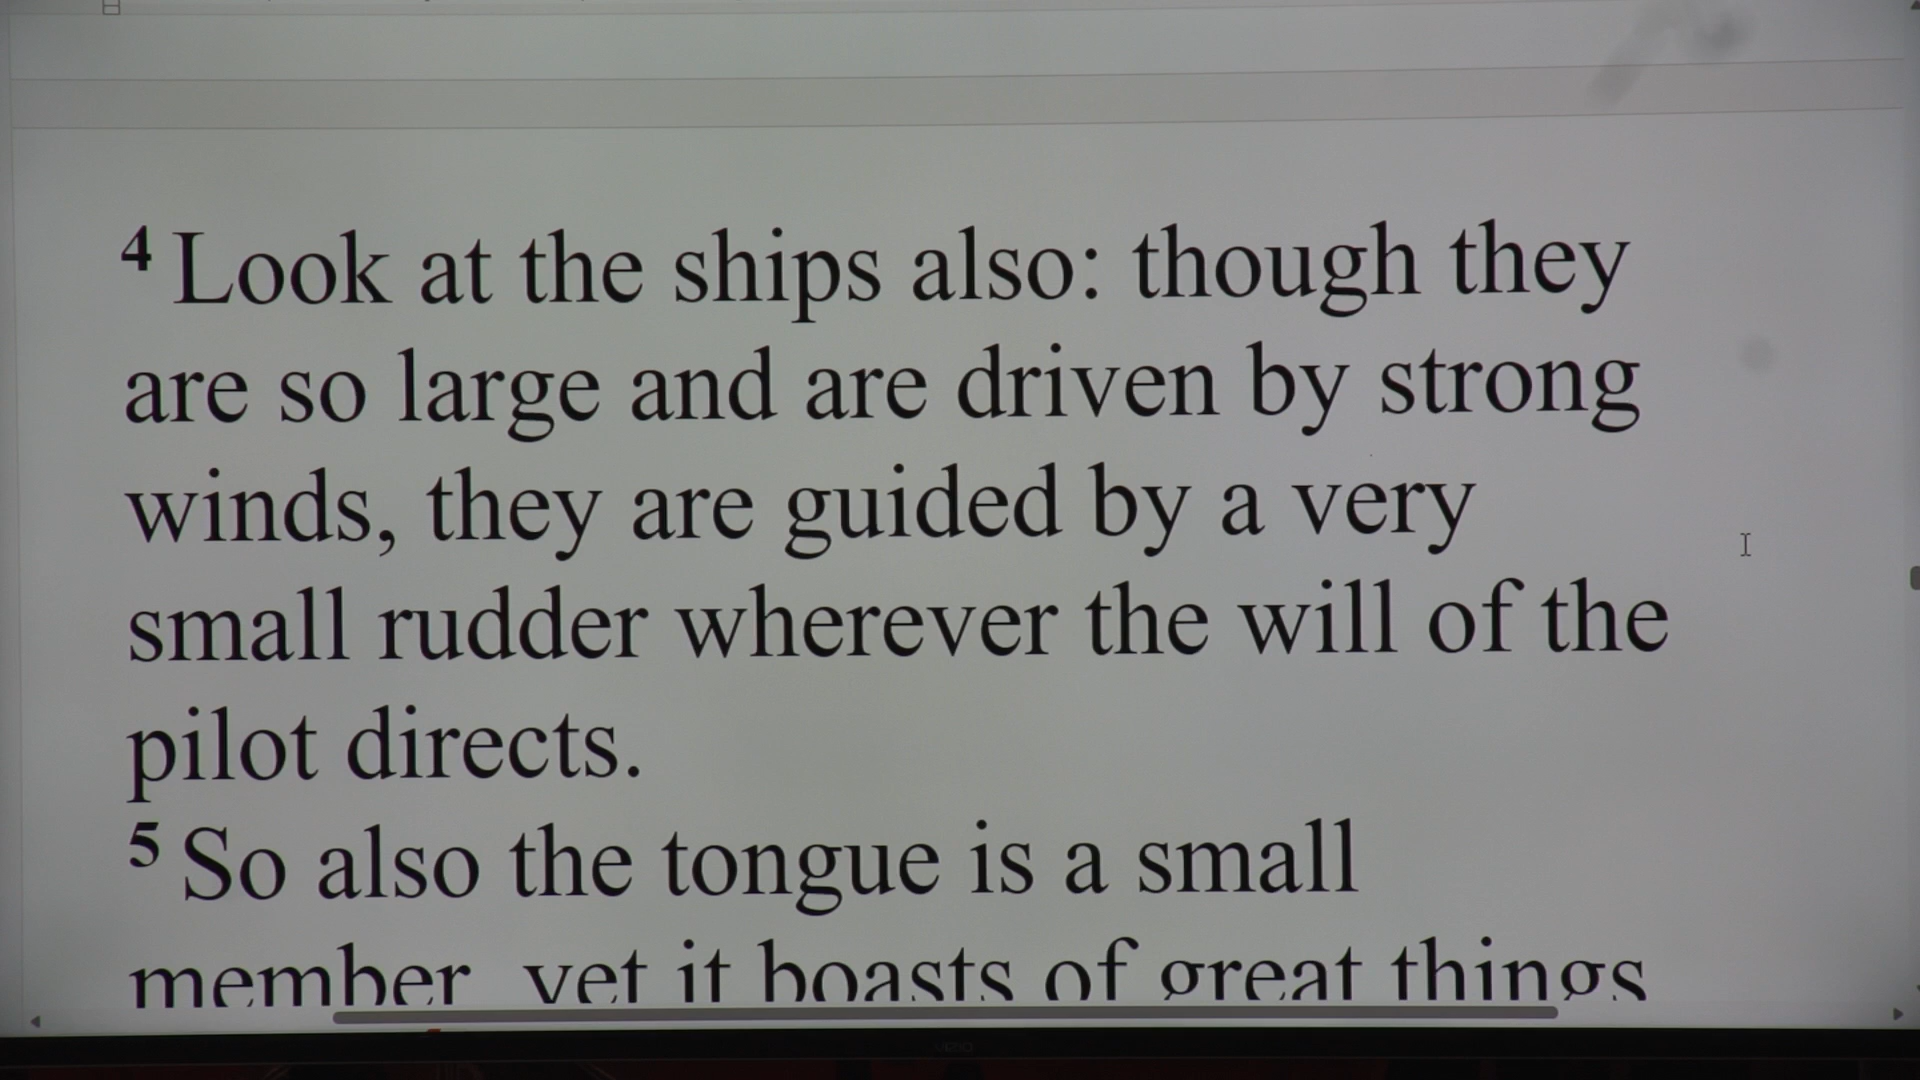 4 Look at the ships also: though they
are so large and are driven by strong
winds, they are guided by a very
small rudder wherever the will of the
pilot directs.
5 So also the tongue is a small
member yet it boasts of great things
VIZIO